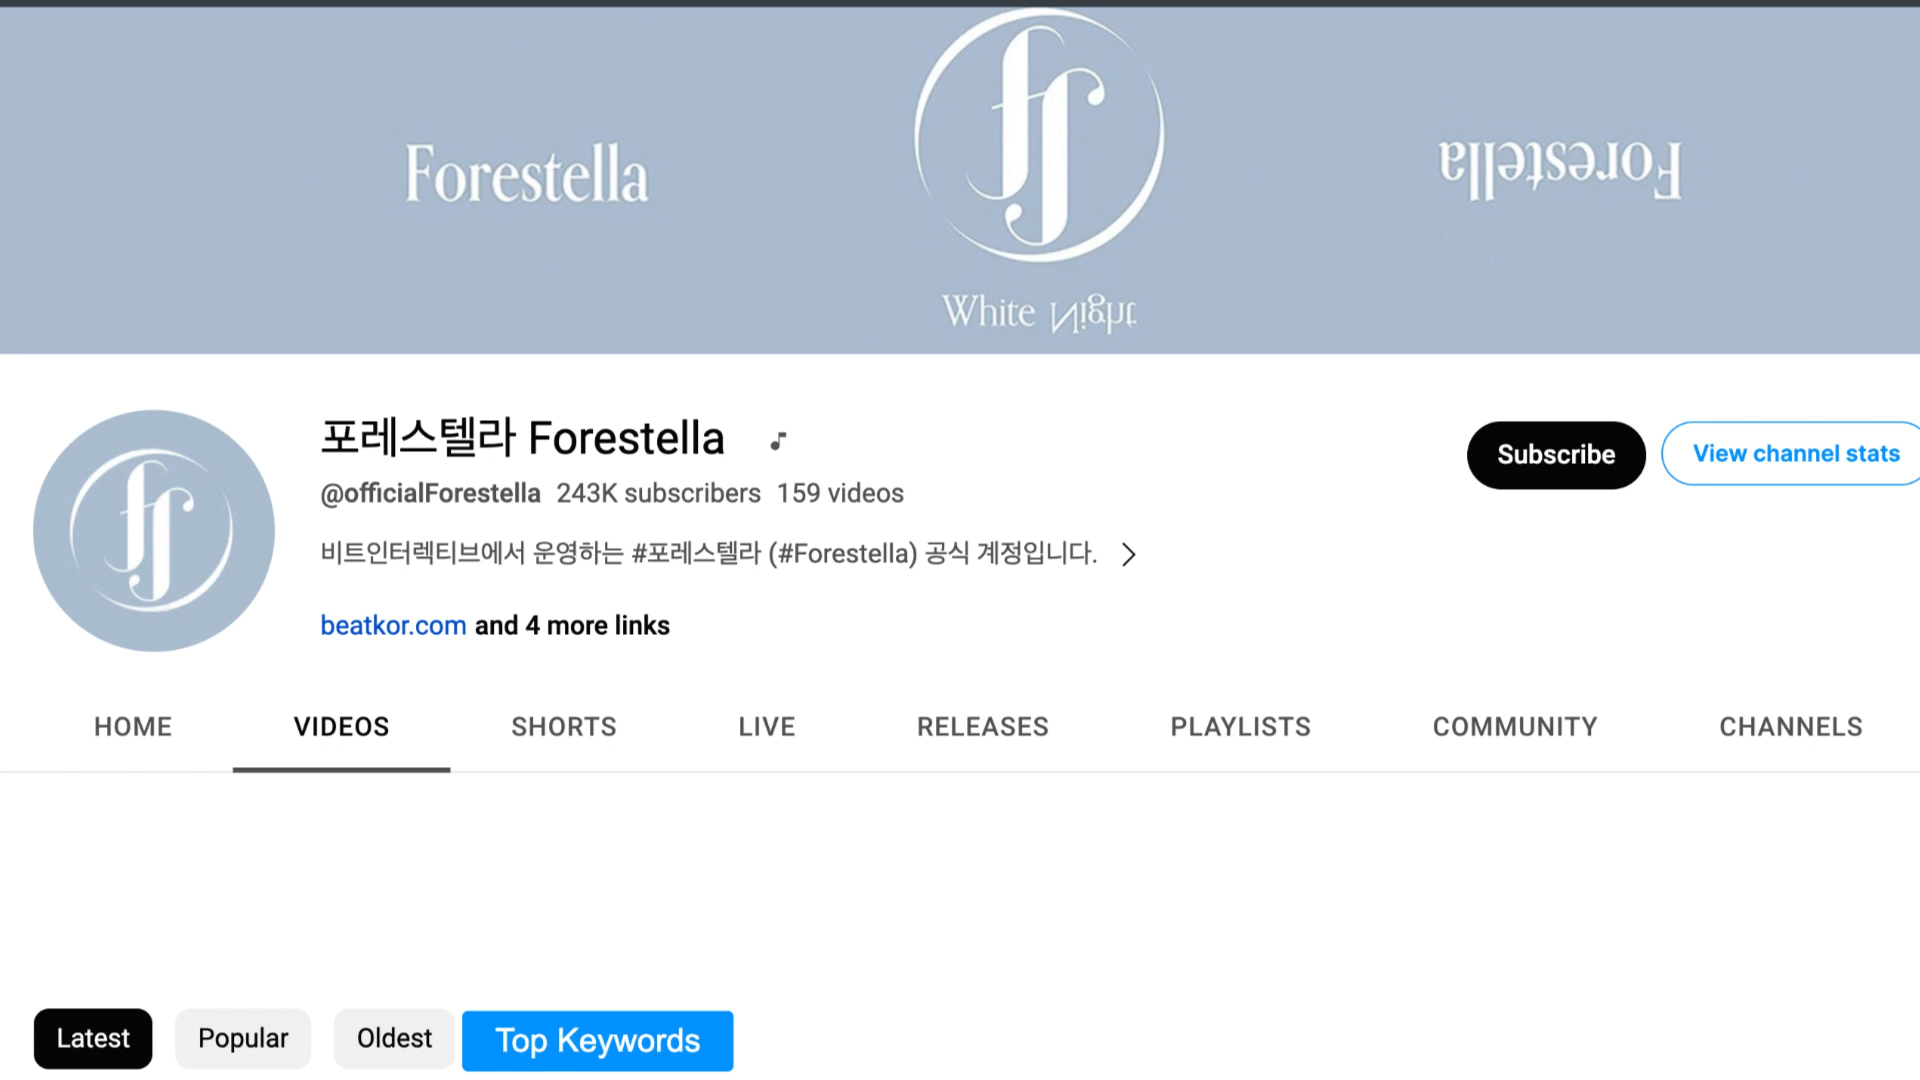 Forestella
White Night
Forestella
포레스텔라 Forestella
@officialForestella 243K subscribers 159 videos
비트인터렉티브에서 운영하는 #포레스텔라 (#Forestella) 공식 계정입니다.
beatkor.com and 4 more links
Subscribe
View channel stats
HOME VIDEOS SHORTS LIVE RELEASES PLAYLISTS COMMUNITY CHANNELS
Latest Popular Oldest Top Keywords